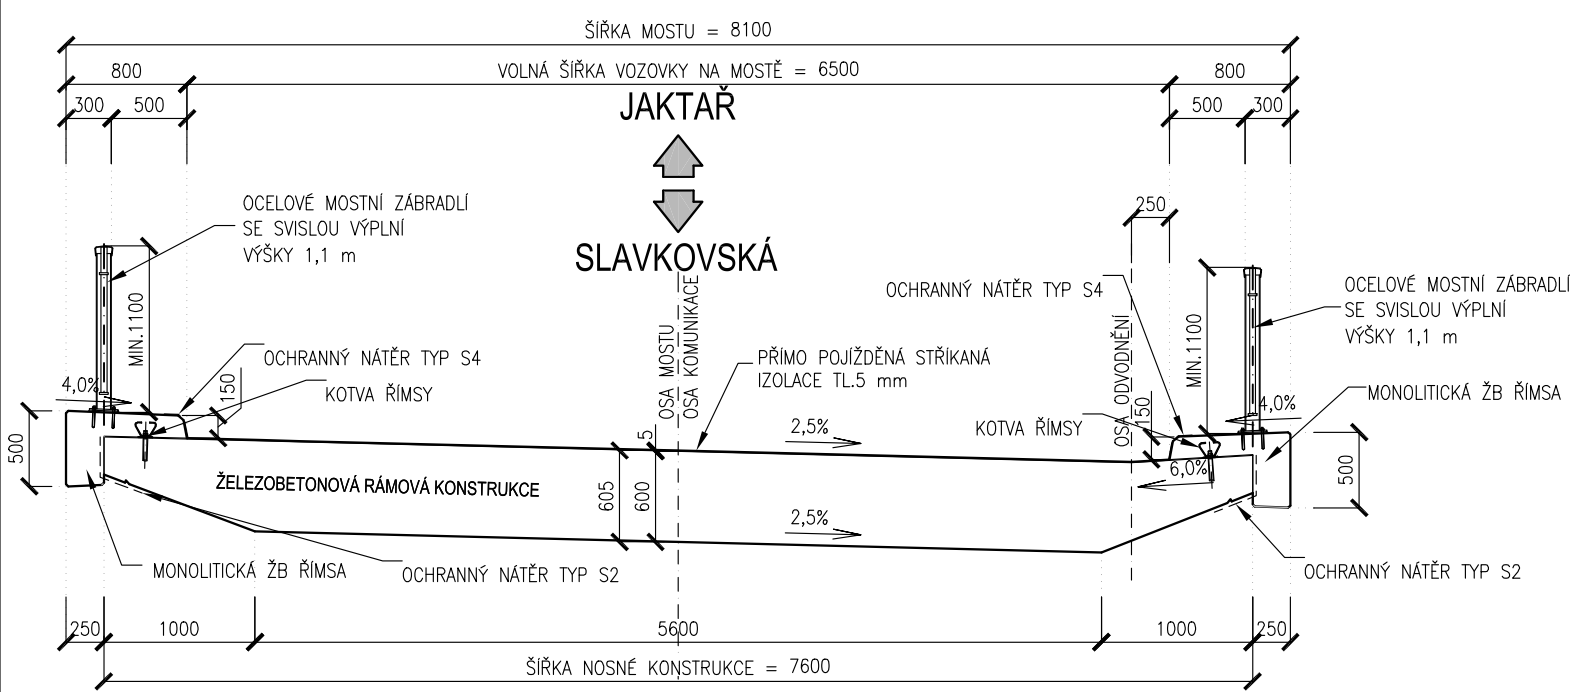 ŠÍŘKA MOSTU = 8100
800
VOLNÁ ŠÍŘKA VOZOVKY NA MOSTĚ = 6500
800
300
500
JAKTAŘ
500
300
OCELOVÉ MOSTNÍ ZÁBRADLÍ
SE SVISLOU VÝPLNÍ
VÝŠKY 1,1 m
250
SLAVKOVSKÁ
OCHRANNÝ NÁTĚR TYP S4
OCELOVÉ MOSTNÍ ZÁBRADLÍ
SE SVISLOU VÝPLNÍ
VÝŠKY 1,1 m
MIN.1100
OSA MOSTU
OSA KOMUNIKACE
OSA ODVODNĚNÍ
MIN.1100
OCHRANNÝ NÁTĚR TYP S4
PŘÍMO POJÍŽDĚNÁ STŘÍKANÁ
IZOLACE TL.5 mm
4,0%
150
KOTVA ŘÍMSY
MONOLITICKÁ ŽB ŘÍMSA
4,0%
150
KOTVA ŘÍMSY
2,5%
5
500
6,0%
500
ŽELEZOBETONOVÁ RÁMOVÁ KONSTRUKCE
605
600
2,5%
MONOLITICKÁ ŽB ŘÍMSA
OCHRANNÝ NÁTĚR TYP S2
OCHRANNÝ NÁTĚR TYP S2
250
1000
5600
1000
250
ŠÍŘKA NOSNÉ KONSTRUKCE = 7600